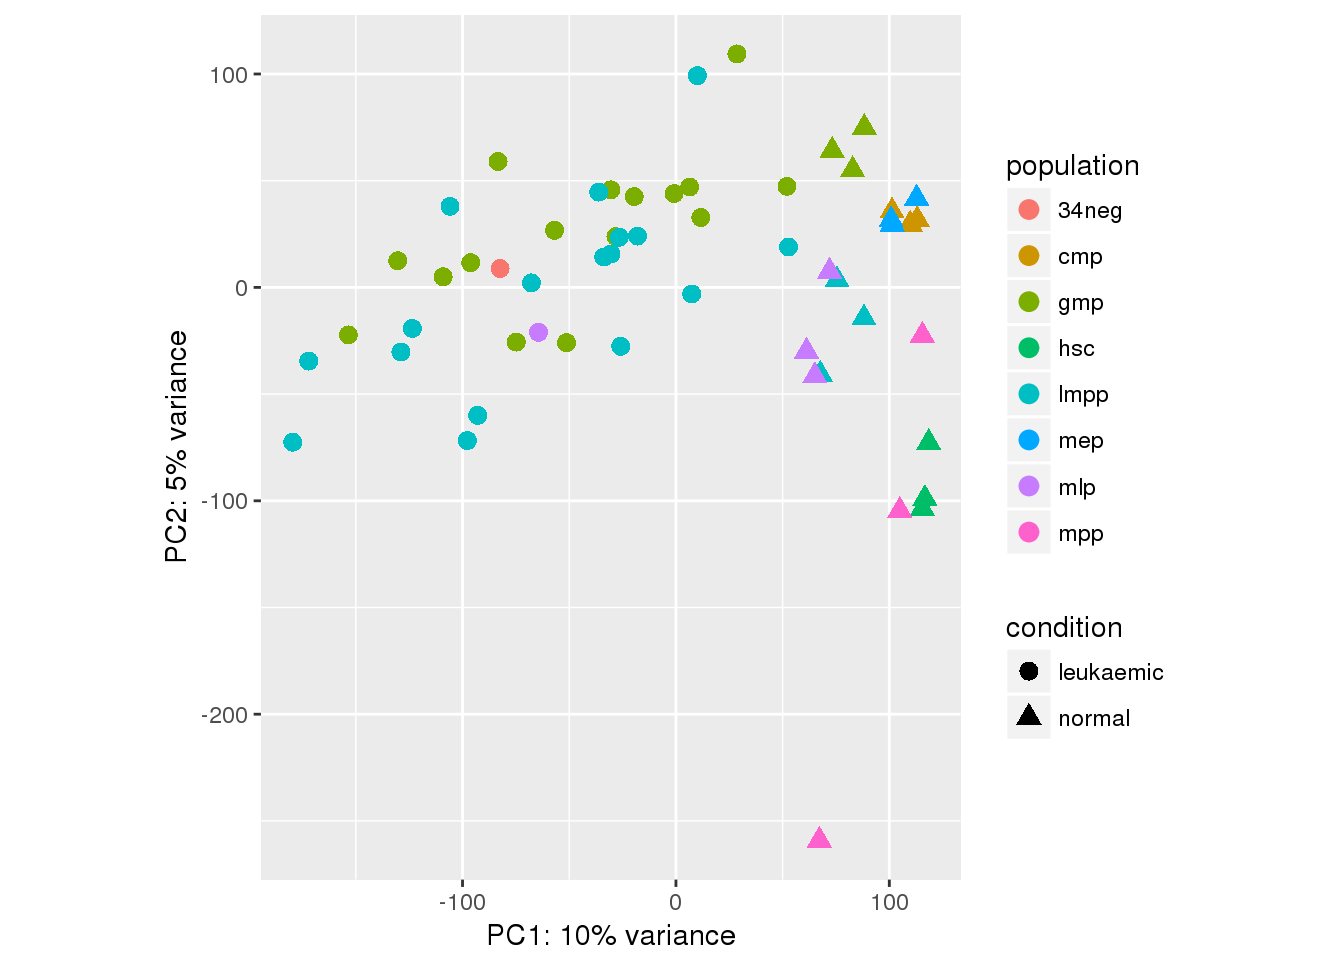 100
0
-100
-200
PC2: 5% variance
-100
0
100
PC1: 10% variance
population
34neg
cmp
gmp
hsc
lmpp
mep
mlp
mpp
condition
leukaemic
normal